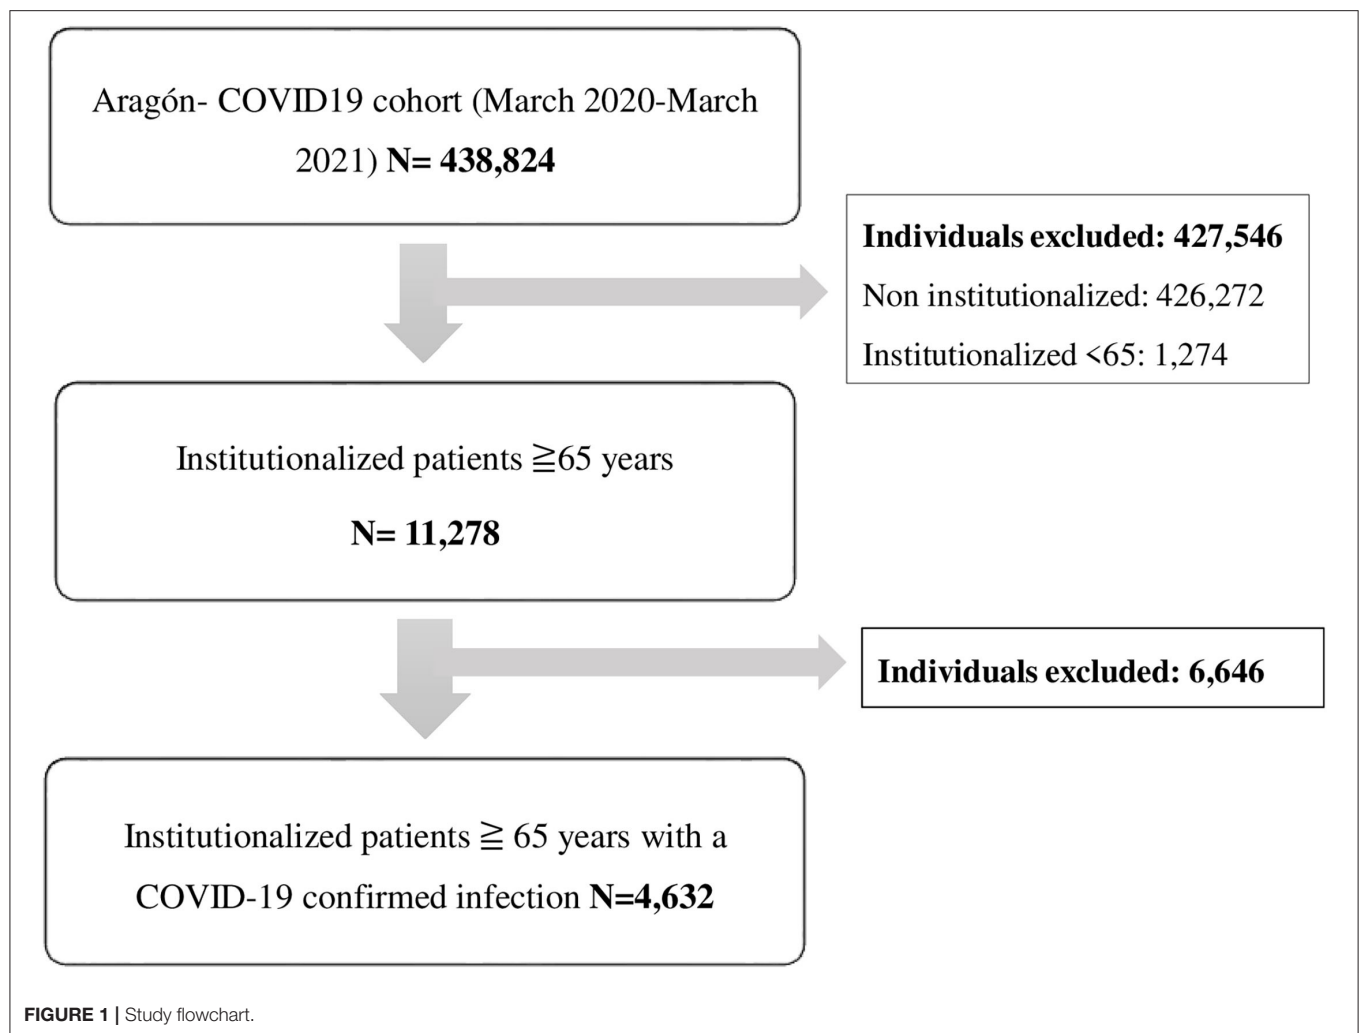 Aragón- COVID19 cohort (March 2020-March
2021) N= 438,824
Individuals excluded: 427,546
Non institutionalized: 426,272
Institutionalized <65: 1,274
Institutionalized patients ≧65 years
N= 11,278
Individuals excluded: 6,646
Institutionalized patients ≧ 65 years with a
COVID-19 confirmed infection N=4,632
FIGURE 1 | Study flowchart.